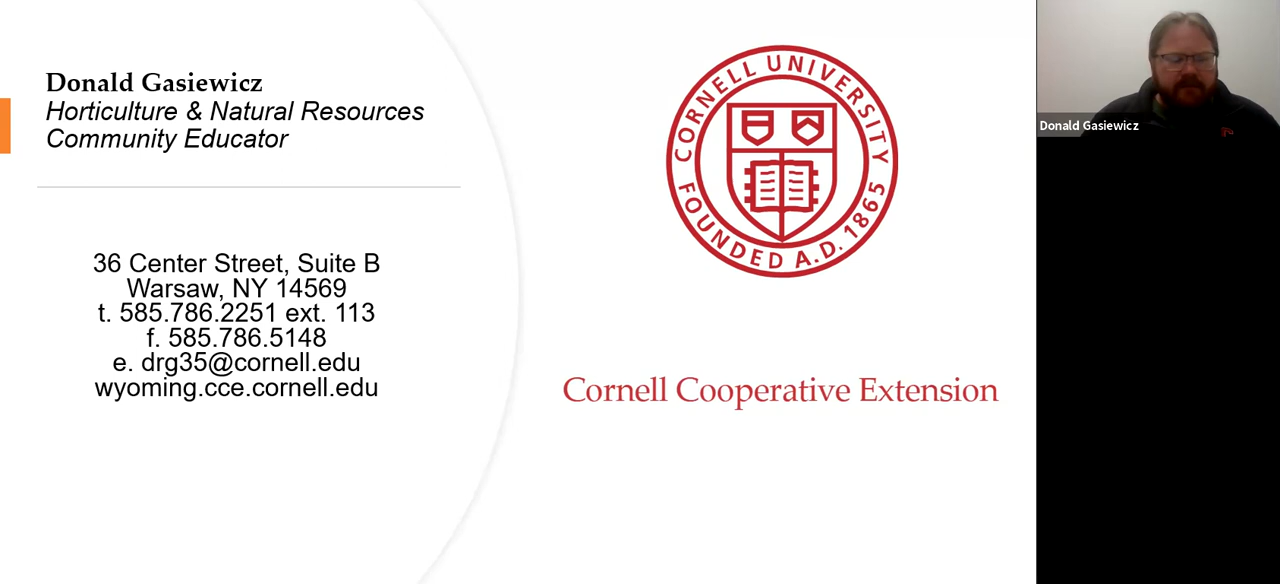 Donald Gasiewicz
Horticulture & Natural Resources
Community Educator
36 Center Street, Suite B
Warsaw, NY 14569
t. 585.786.2251 ext. 113
f. 585.786.5148
e. drg35@cornell.edu
wyoming.cce.cornell.edu
CORNELL UNIVERSITY
FOUNDED A.D. 1865
Cornell Cooperative Extension
Donald Gasiewicz